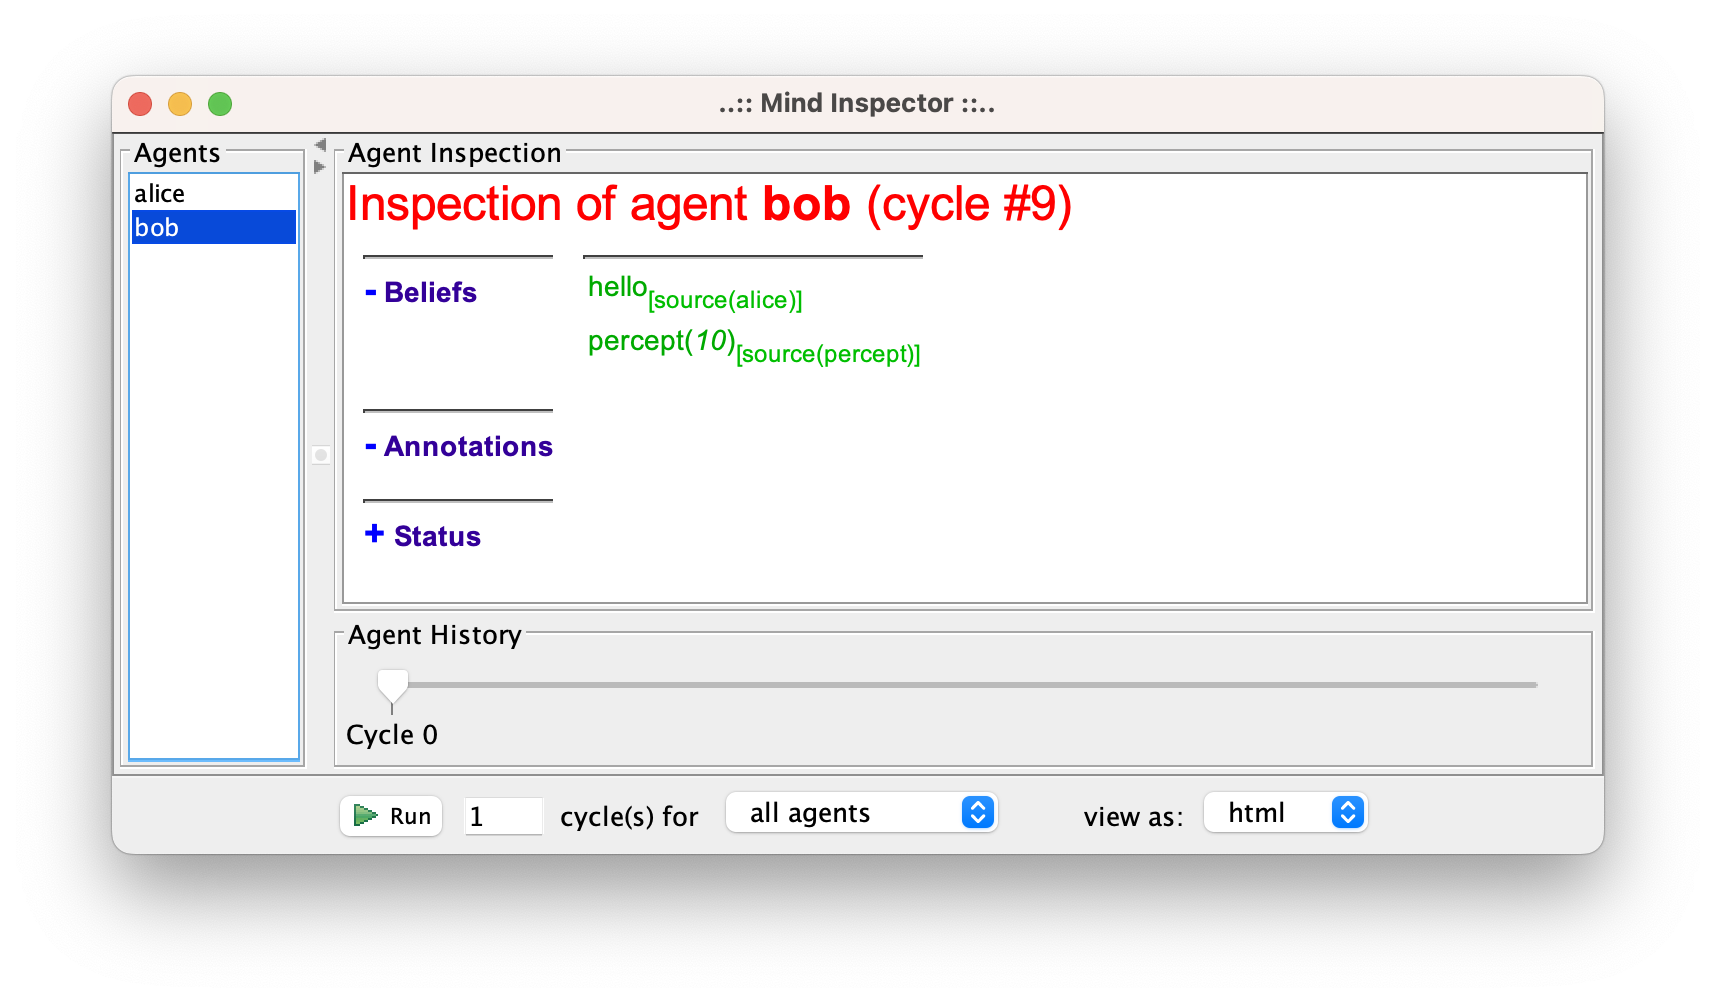 ..:: Mind Inspector ::..
Agents
alice
bob
Agent Inspection
Inspection of agent bob (cycle #9)
- Beliefs
hello[source(alice)]
percept(10)[source(percept)]
- Annotations
+ Status
Agent History
Cycle 0
Run 1 cycle(s) for all agents view as: html